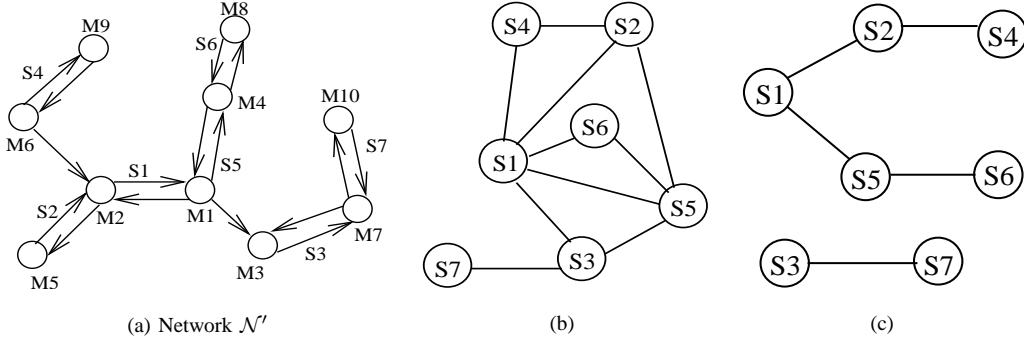 M9
M8
S6
S4
M4
M10
M6
S7
S5
S1
S2
M2
M1
M7
M5
M3
S3
(a) Network N′
S4
S2
S6
S1
S5
S7
S3
(b)
S2
S4
S1
S5
S6
S3
S7
(c)